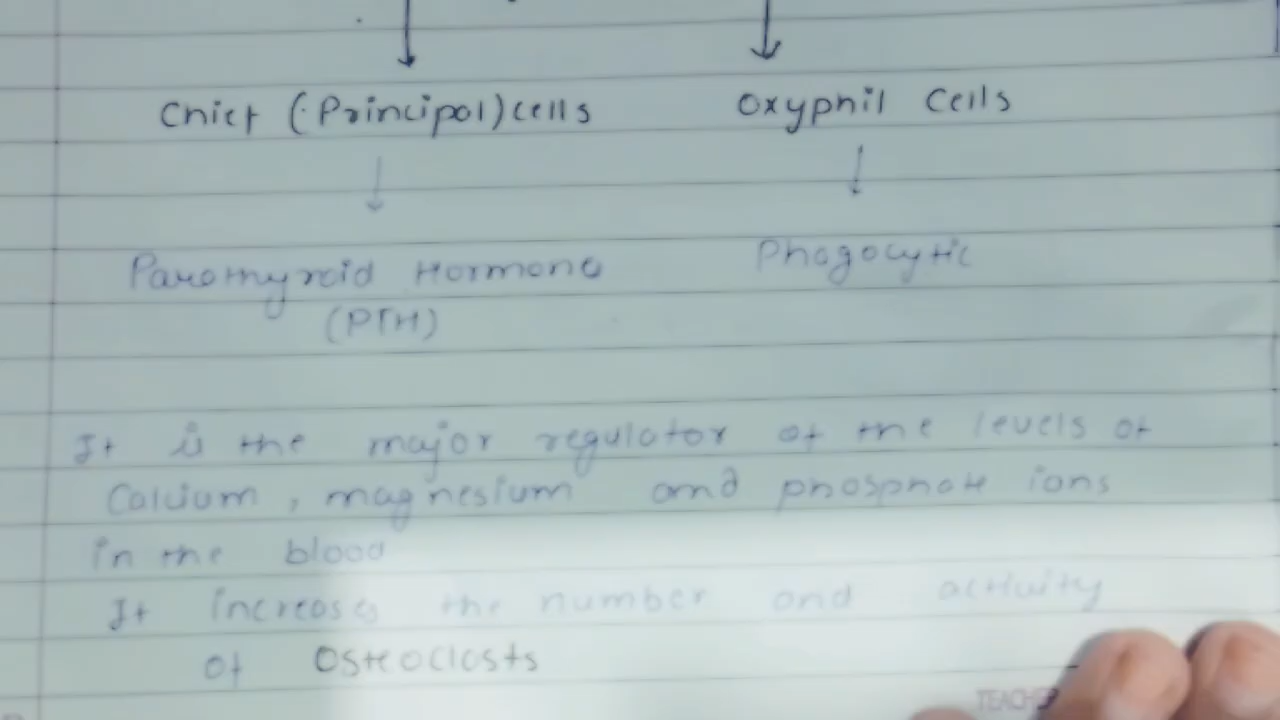 Chief (Principal) cells
Oxyphil Cells
Parathyroid Hormone
(PTH)
Phagocytic
It is the major regulator of the levels of
Calcium, magnesium and phosphate ions
in the blood
It increases the number and activity
of Osteoclasts
TEACHER